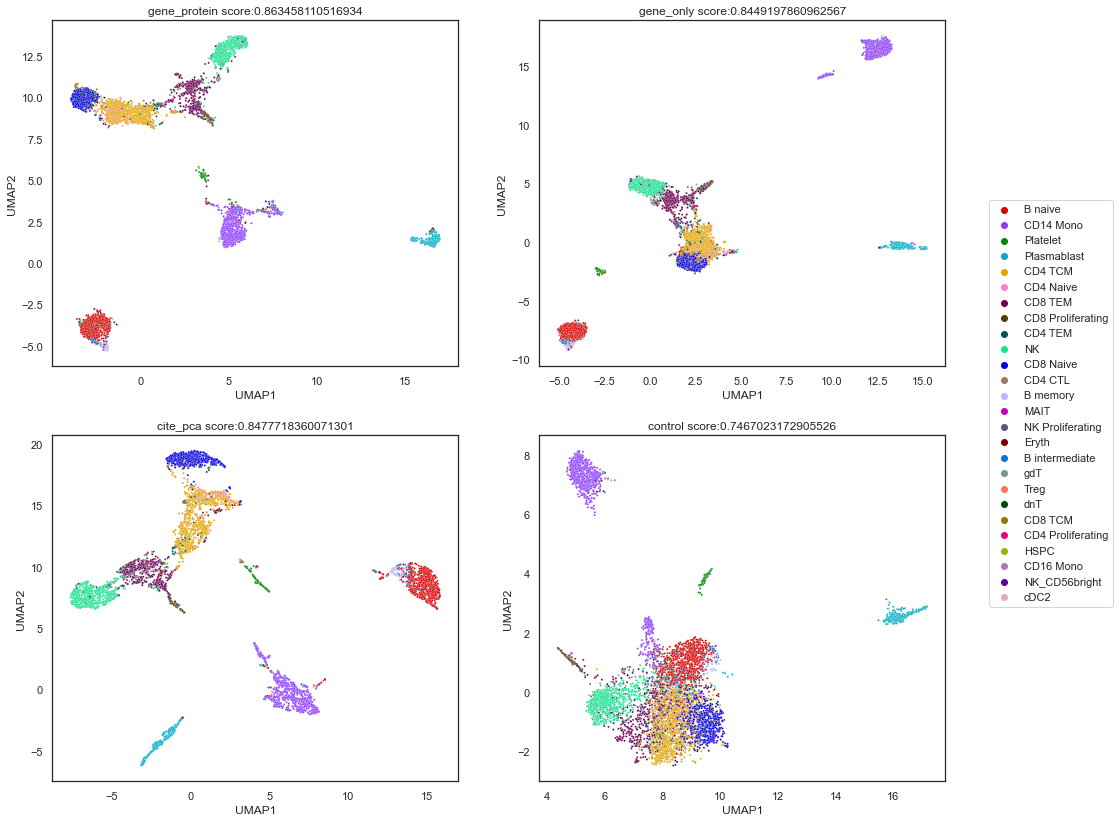 gene_protein score:0.863458110516934
12.5
10.0
7.5
5.0
2.5
0.0
−2.5
−5.0
UMAP2
0
5
10
15
UMAP1
gene_only score:0.8449197860962567
15
10
5
0
−5
−10
UMAP2
−5.0
−2.5
0.0
2.5
5.0
7.5
10.0
12.5
15.0
UMAP1
cite_pca score:0.8477718360071301
20
15
10
5
0
−5
UMAP2
−5
0
5
10
15
UMAP1
control score:0.7467023172905526
8
6
4
2
0
−2
UMAP2
4
6
8
10
12
14
16
UMAP1
B naive
CD14 Mono
Platelet
Plasmablast
CD4 TCM
CD4 Naive
CD8 TEM
CD8 Proliferating
CD4 TEM
NK
CD8 Naive
CD4 CTL
B memory
MAIT
NK Proliferating
Eryth
B intermediate
gdT
Treg
dnT
CD8 TCM
CD4 Proliferating
HSPC
CD16 Mono
NK_CD56bright
cDC2